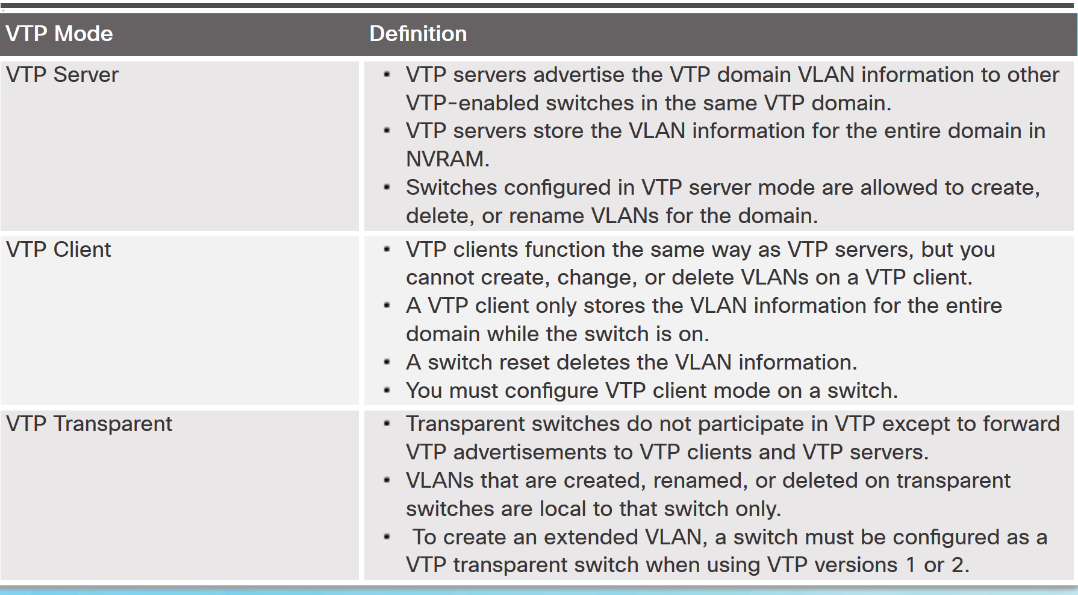 VTP Mode Definition
VTP Server
• VTP servers advertise the VTP domain VLAN information to other
VTP-enabled switches in the same VTP domain.
• VTP servers store the VLAN information for the entire domain in
NVRAM.
• Switches configured in VTP server mode are allowed to create,
delete, or rename VLANs for the domain.
VTP Client
• VTP clients function the same way as VTP servers, but you
cannot create, change, or delete VLANs on a VTP client.
• A VTP client only stores the VLAN information for the entire
domain while the switch is on.
• A switch reset deletes the VLAN information.
• You must configure VTP client mode on a switch.
VTP Transparent
• Transparent switches do not participate in VTP except to forward
VTP advertisements to VTP clients and VTP servers.
• VLANs that are created, renamed, or deleted on transparent
switches are local to that switch only.
• To create an extended VLAN, a switch must be configured as a
VTP transparent switch when using VTP versions 1 or 2.